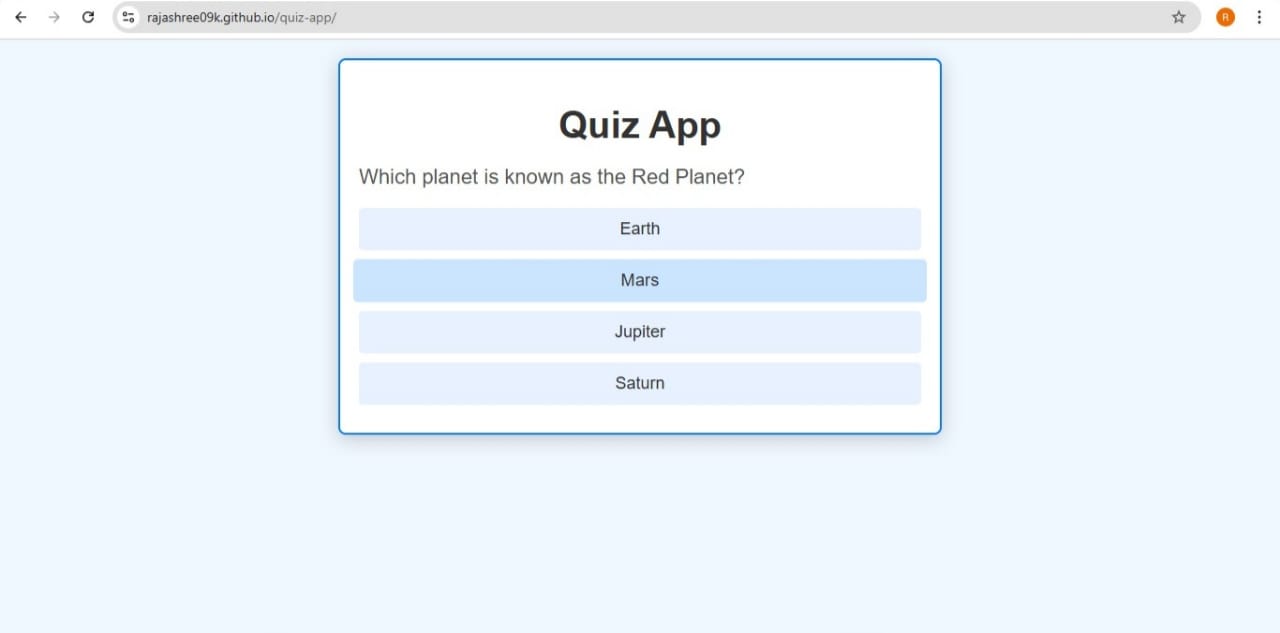 rajashree09k.github.io/quiz-app/
R
Quiz App
Which planet is known as the Red Planet?
Earth
Mars
Jupiter
Saturn